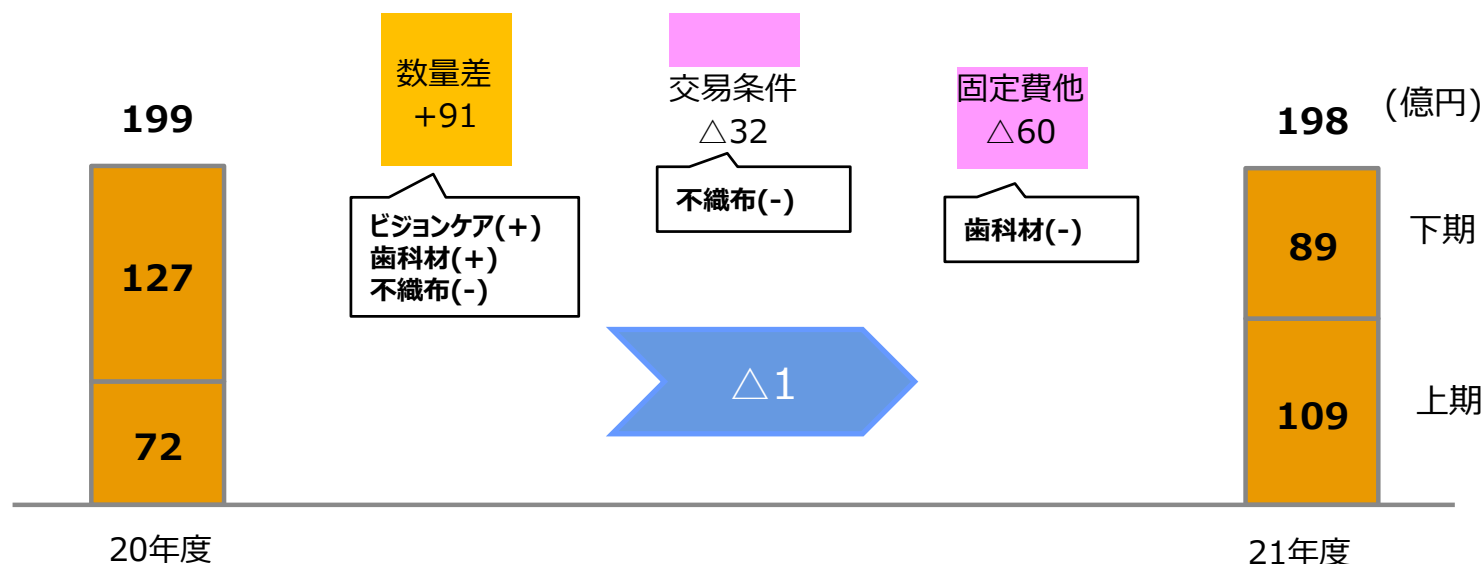 199
127
72
20年度
数量差
+91
ビジョンケア(+)
歯科材(+)
不織布(-)
交易条件
△32
不織布(-)
固定費他
△60
歯科材(-)
△1
(億円)
198
89
下期
109
上期
21年度